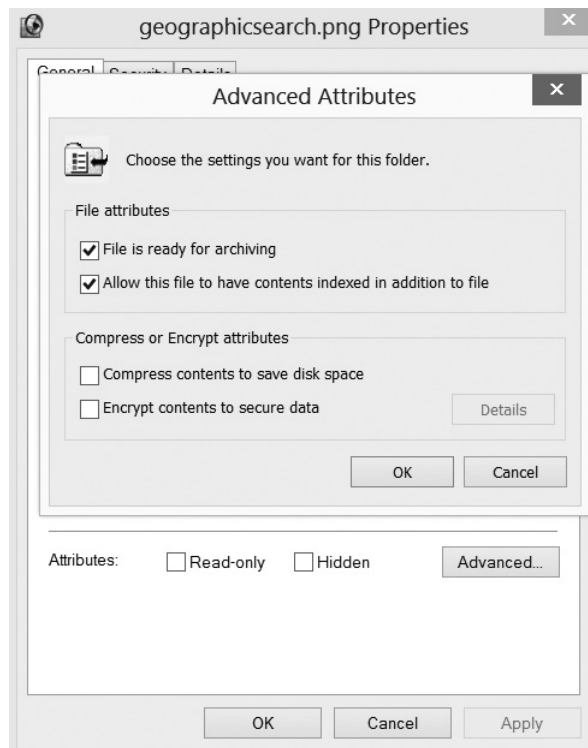 geographicsearch.png Properties
General Security Details
Advanced Attributes
Choose the settings you want for this folder.
File attributes
File is ready for archiving
Allow this file to have contents indexed in addition to file
Compress or Encrypt attributes
Compress contents to save disk space
Encrypt contents to secure data
Details
OK Cancel
Attributes: Read-only Hidden Advanced...
OK Cancel Apply